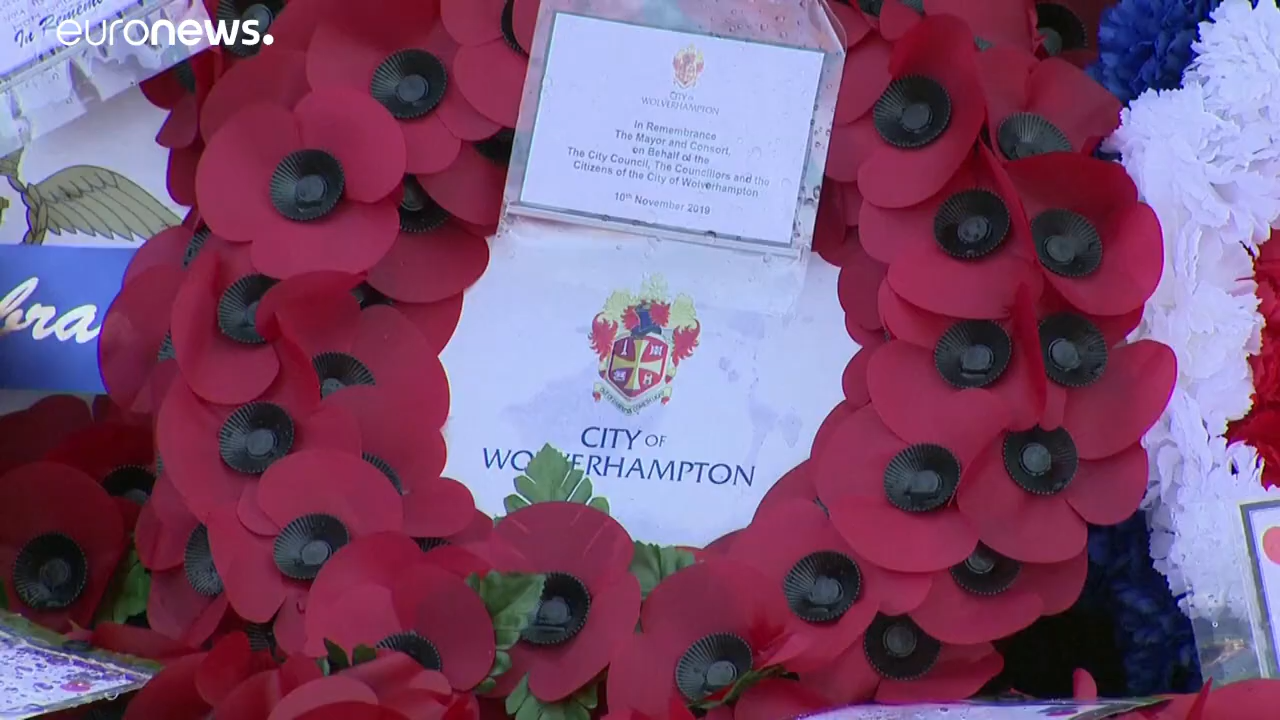 euronews.
In Remem
CITY OF
WOLVERHAMPTON
In Remembrance
The Mayor and Consort,
on Behalf of the
The City Council, The Councillors and the
Citizens of the City of Wolverhampton
10th November 2019
bra
CITY OF
WOLVERHAMPTON